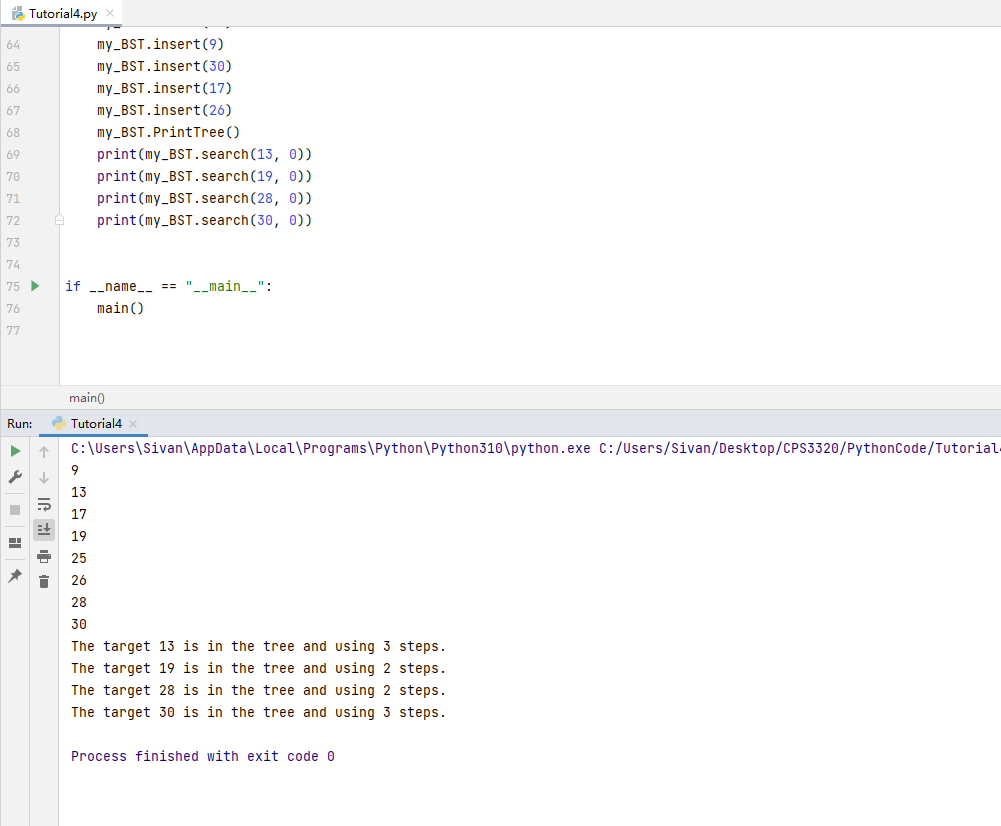 Tutorial4.py
64 my_BST.insert(9)
65 my_BST.insert(30)
66 my_BST.insert(17)
67 my_BST.insert(26)
68 my_BST.PrintTree()
69 print(my_BST.search(13, 0))
70 print(my_BST.search(19, 0))
71 print(my_BST.search(28, 0))
72 print(my_BST.search(30, 0))
73
74
75 if __name__ == "__main__":
76 main()
77
main()
Run: Tutorial4
C:\Users\Sivan\AppData\Local\Programs\Python\Python310\python.exe C:/Users/Sivan/Desktop/CPS3320/PythonCode/Tutorial4
9
13
17
19
25
26
28
30
The target 13 is in the tree and using 3 steps.
The target 19 is in the tree and using 2 steps.
The target 28 is in the tree and using 2 steps.
The target 30 is in the tree and using 3 steps.
Process finished with exit code 0